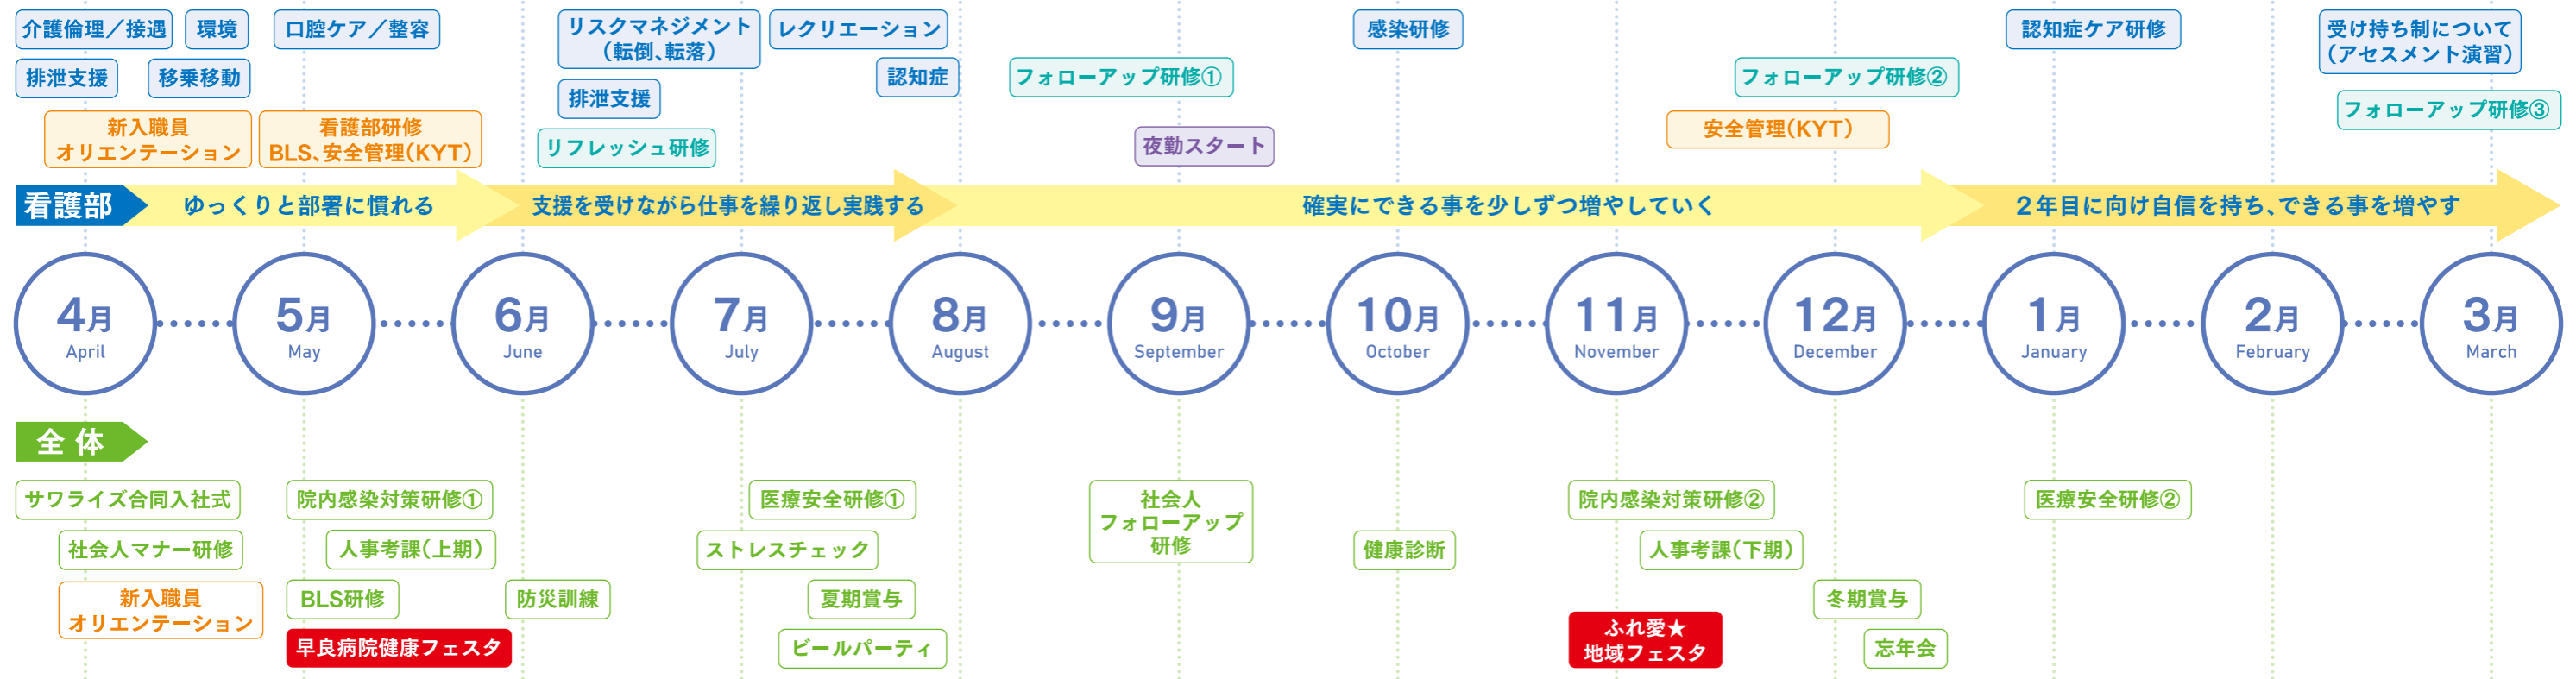 介護倫理／接遇
環境
口腔ケア／整容
リスクマネジメント
（転倒、転落）
レクリエーション
感染研修
認知症ケア研修
受け持ち制について
（アセスメント演習）
排泄支援
移乗移動
排泄支援
認知症
フォローアップ研修①
フォローアップ研修②
フォローアップ研修③
新入職員
オリエンテーション
看護部研修
BLS、安全管理（KYT）
リフレッシュ研修
夜勤スタート
安全管理（KYT）
看護部
ゆっくりと部署に慣れる
支援を受けながら仕事を繰り返し実践する
確実にできる事を少しずつ増やしていく
２年目に向け自信を持ち、できる事を増やす
4月
April
5月
May
6月
June
7月
July
8月
August
9月
September
10月
October
11月
November
12月
December
1月
January
2月
February
3月
March
全体
サワライズ合同入社式
社会人マナー研修
新入職員
オリエンテーション
院内感染対策研修①
人事考課（上期）
BLS研修
早良病院健康フェスタ
防災訓練
医療安全研修①
ストレスチェック
夏期賞与
ビールパーティ
社会人
フォローアップ
研修
健康診断
院内感染対策研修②
人事考課（下期）
ふれ愛★
地域フェスタ
冬期賞与
忘年会
医療安全研修②